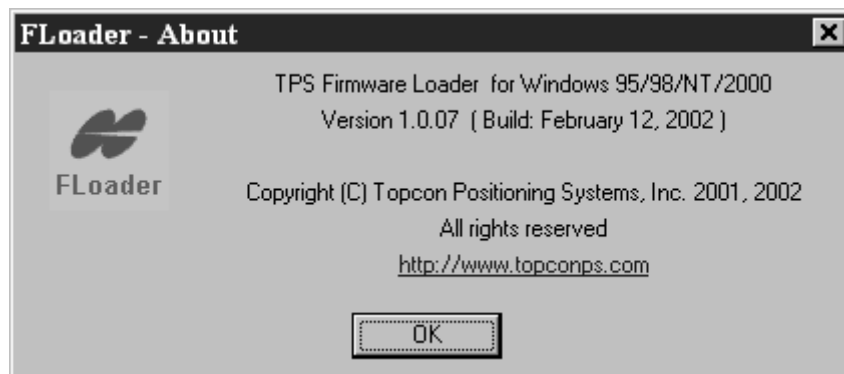 FLoader - About
TPS Firmware Loader for Windows 95/98/NT/2000
Version 1.0.07 ( Build: February 12, 2002 )
FLoader
Copyright (C) Topcon Positioning Systems, Inc. 2001, 2002
All rights reserved
http://www.topconps.com
OK